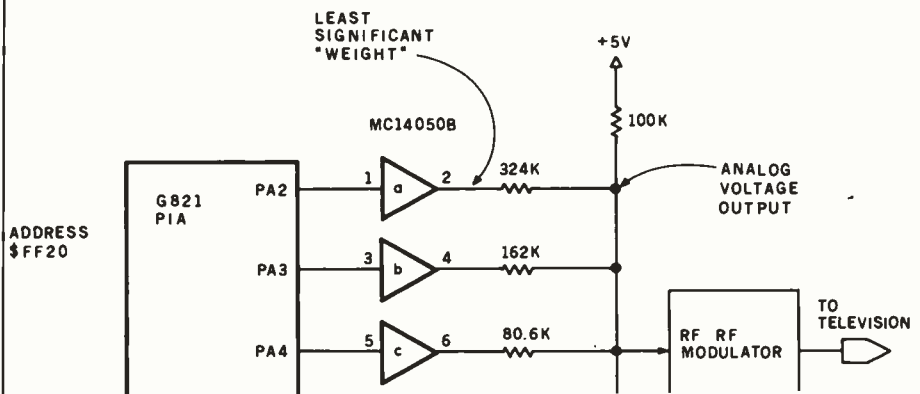 LEAST
SIGNIFICANT
"WEIGHT"
+5V
MC14050B
100K
324K
ANALOG
VOLTAGE
OUTPUT
G821
PIA
PA2
1
a
2
ADDRESS
$FF20
162K
PA3
3
b
4
TO
TELEVISION
80.6K
PA4
5
c
6
RF RF
MODULATOR